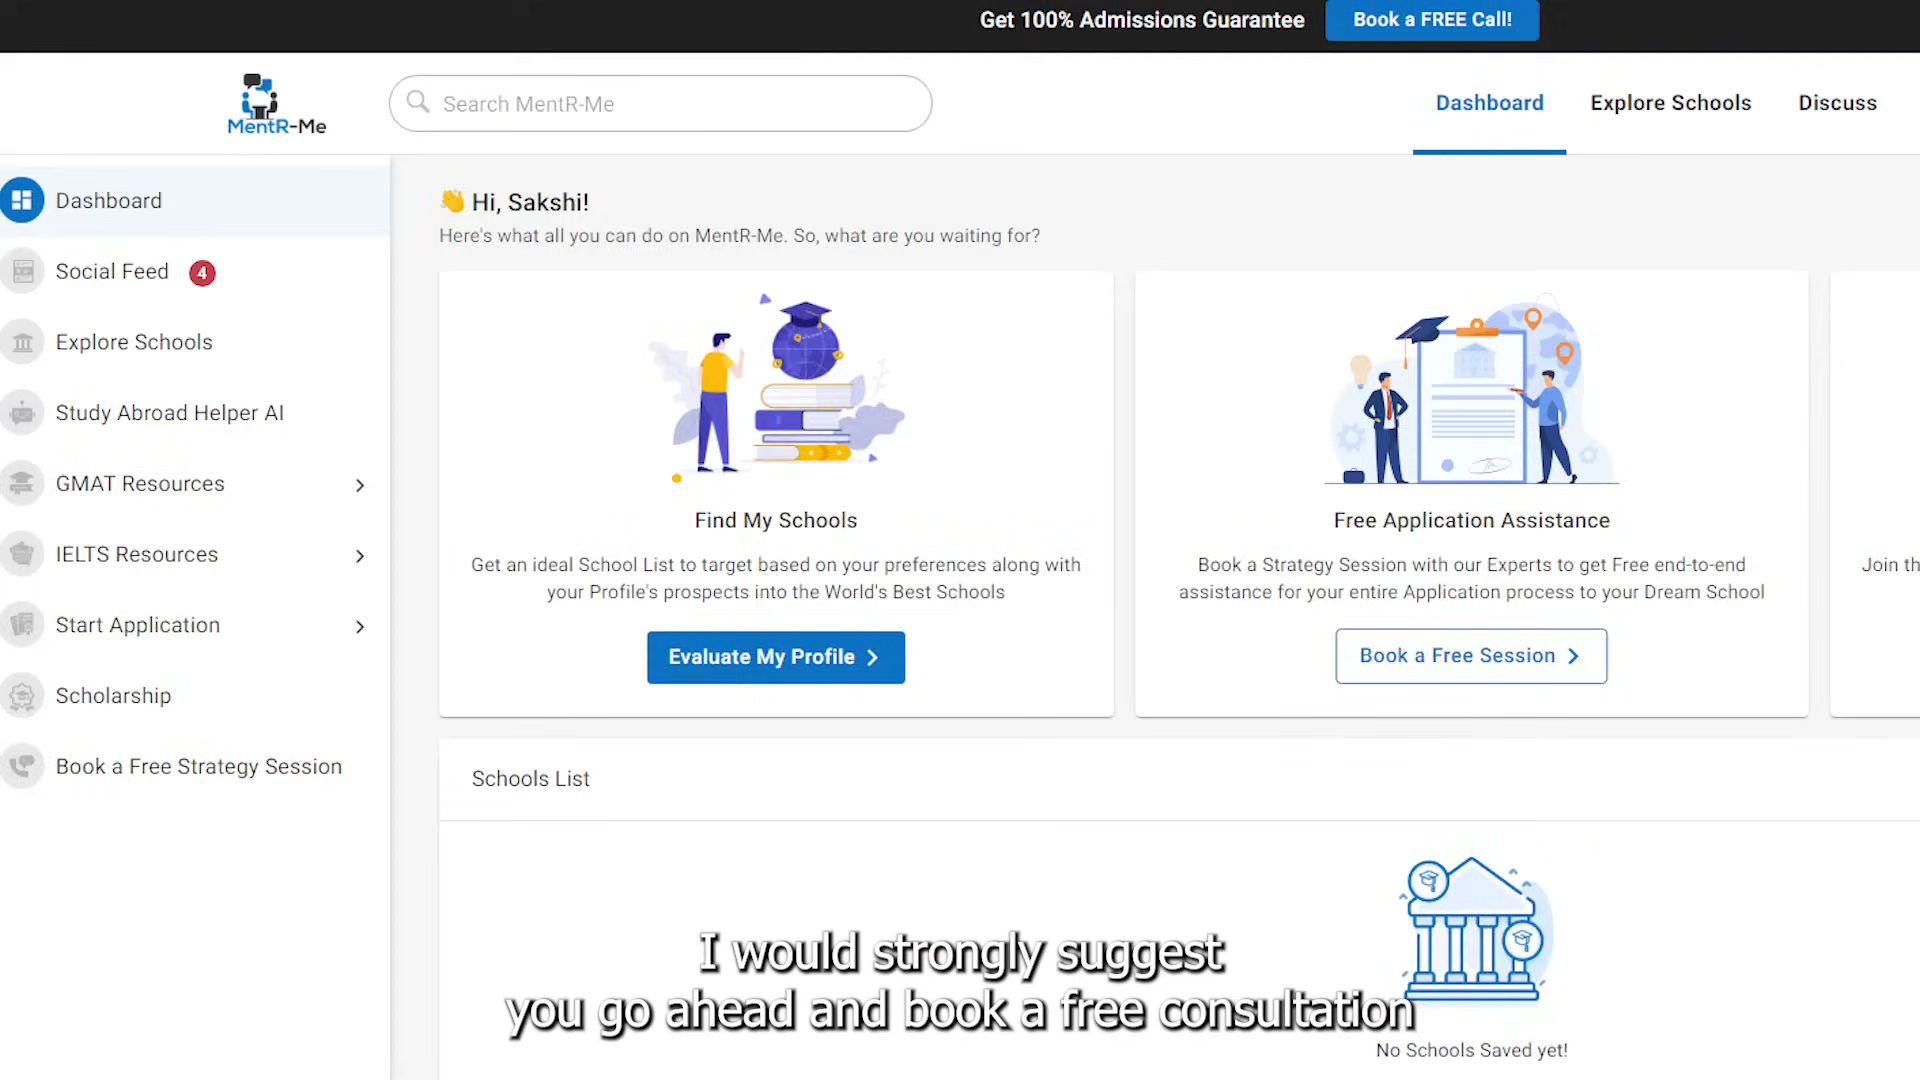 Get 100% Admissions Guarantee
Book a FREE Call!
MentR-Me
Search MentR-Me
Dashboard
Explore Schools
Discuss
Dashboard
Social Feed 4
Explore Schools
Study Abroad Helper AI
GMAT Resources
IELTS Resources
Start Application
Scholarship
Book a Free Strategy Session
👋 Hi, Sakshi!
Here's what all you can do on MentR-Me. So, what are you waiting for?
Find My Schools
Get an ideal School List to target based on your preferences along with
your Profile's prospects into the World's Best Schools
Evaluate My Profile
Free Application Assistance
Book a Strategy Session with our Experts to get Free end-to-end
assistance for your entire Application process to your Dream School
Book a Free Session
Join th
Schools List
I would strongly suggest
you go ahead and book a free consultation
No Schools Saved yet!